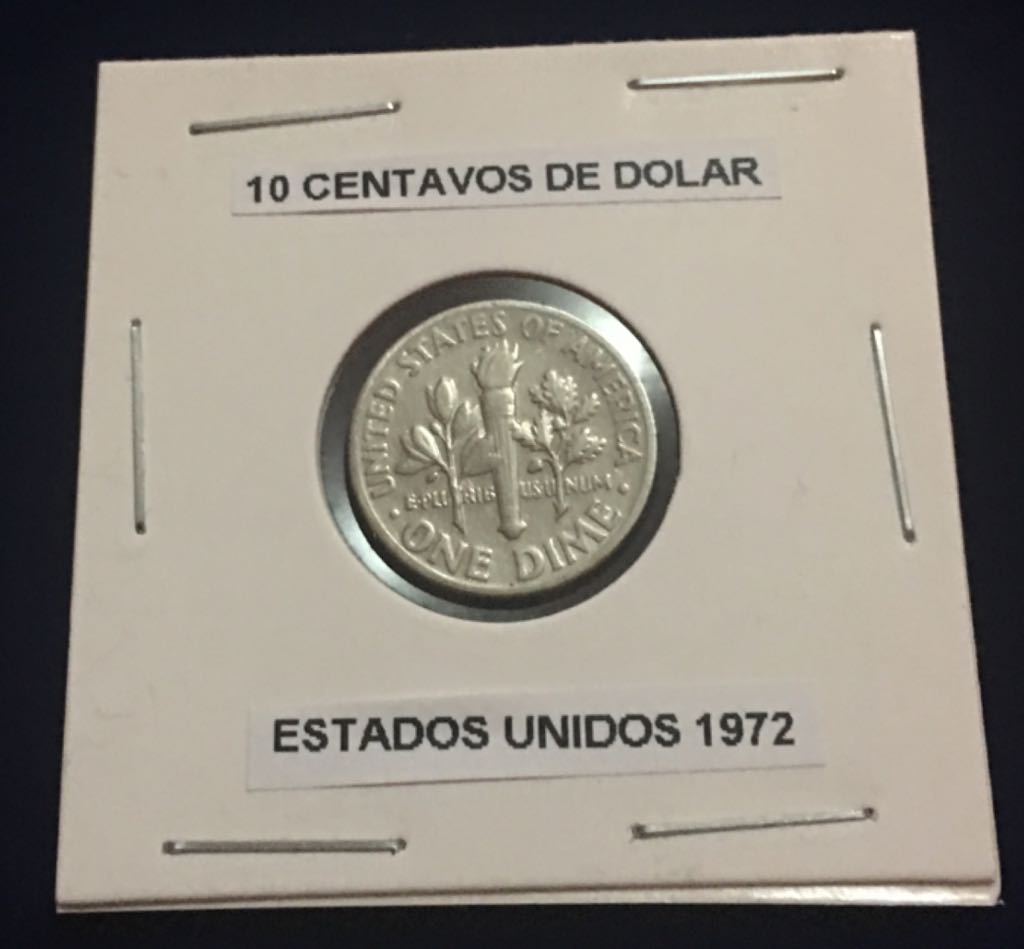 10 CENTAVOS DE DOLAR
UNITED STATES OF AMERICA
E·PLURIBUS UNUM
· ONE DIME ·
ESTADOS UNIDOS 1972